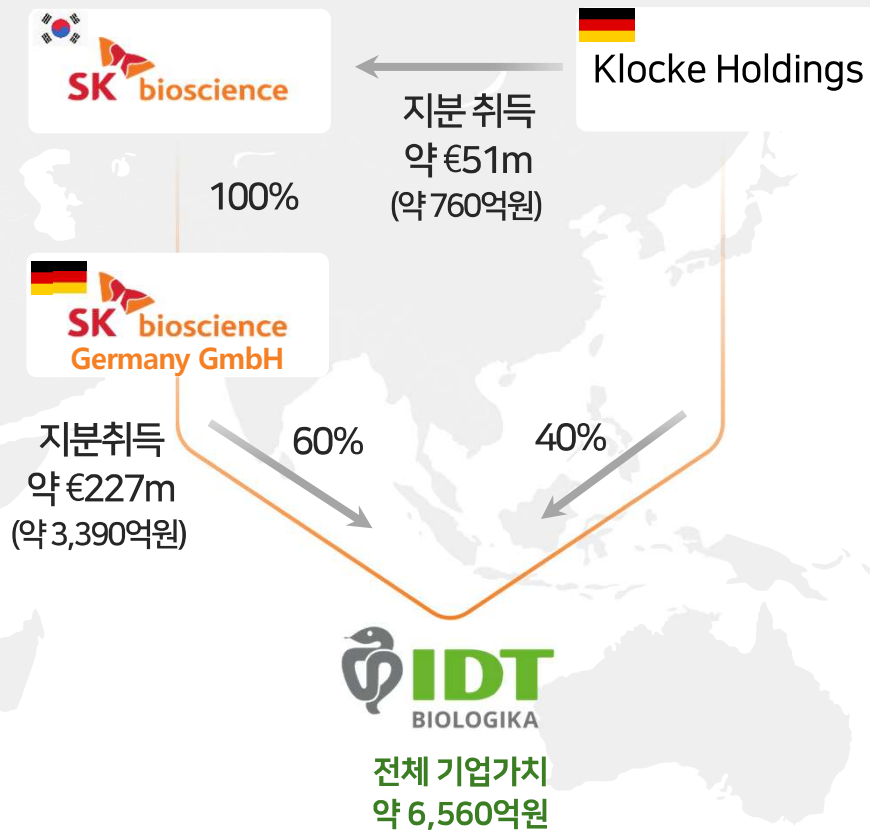 SK bioscience
Klocke Holdings
지분 취득
약 €51m
(약 760억원)
100%
SK bioscience
Germany GmbH
지분취득
약 €227m
(약 3,390억원)
60%
40%
IDT
BIOLOGIKA
전체 기업가치
약 6,560억원